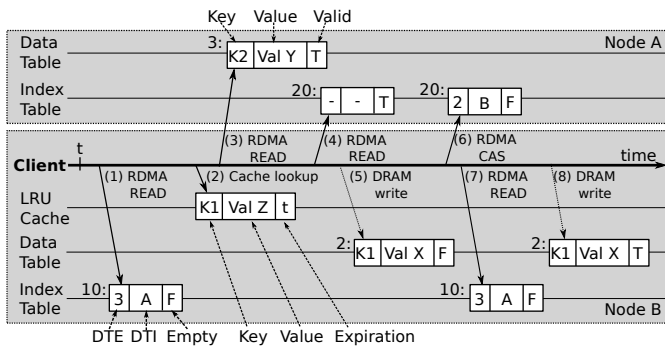 Key Value Valid
Data Table 3: K2 Val Y T Node A
Index Table 20: - - T 20: 2 B F
(3) RDMA READ (4) RDMA READ (6) RDMA CAS
t Client time
(1) RDMA READ (2) Cache lookup (5) DRAM write (7) RDMA READ (8) DRAM write
LRU Cache K1 Val Z t
Data Table 2: K1 Val X F 2: K1 Val X T
Index Table 10: 3 A F 10: 3 A F Node B
DTE DTI Empty Key Value Expiration